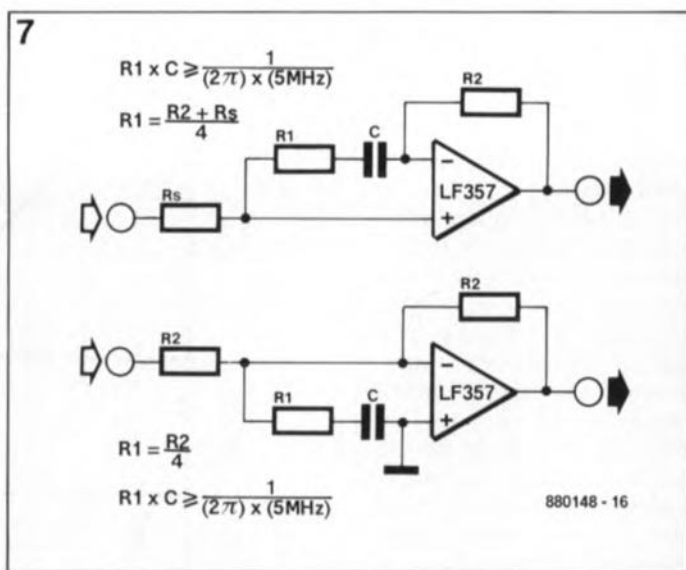 7
R1 x C ⩾ 1/(2π) x (5MHz)
R1 = R2 + Rs/4
R2
R1
C
Rs
−
LF357
+
R2
R2
−
LF357
R1
C
+
R1 = R2/4
R1 x C ⩾ 1/(2π) x (5MHz)
880148 - 16